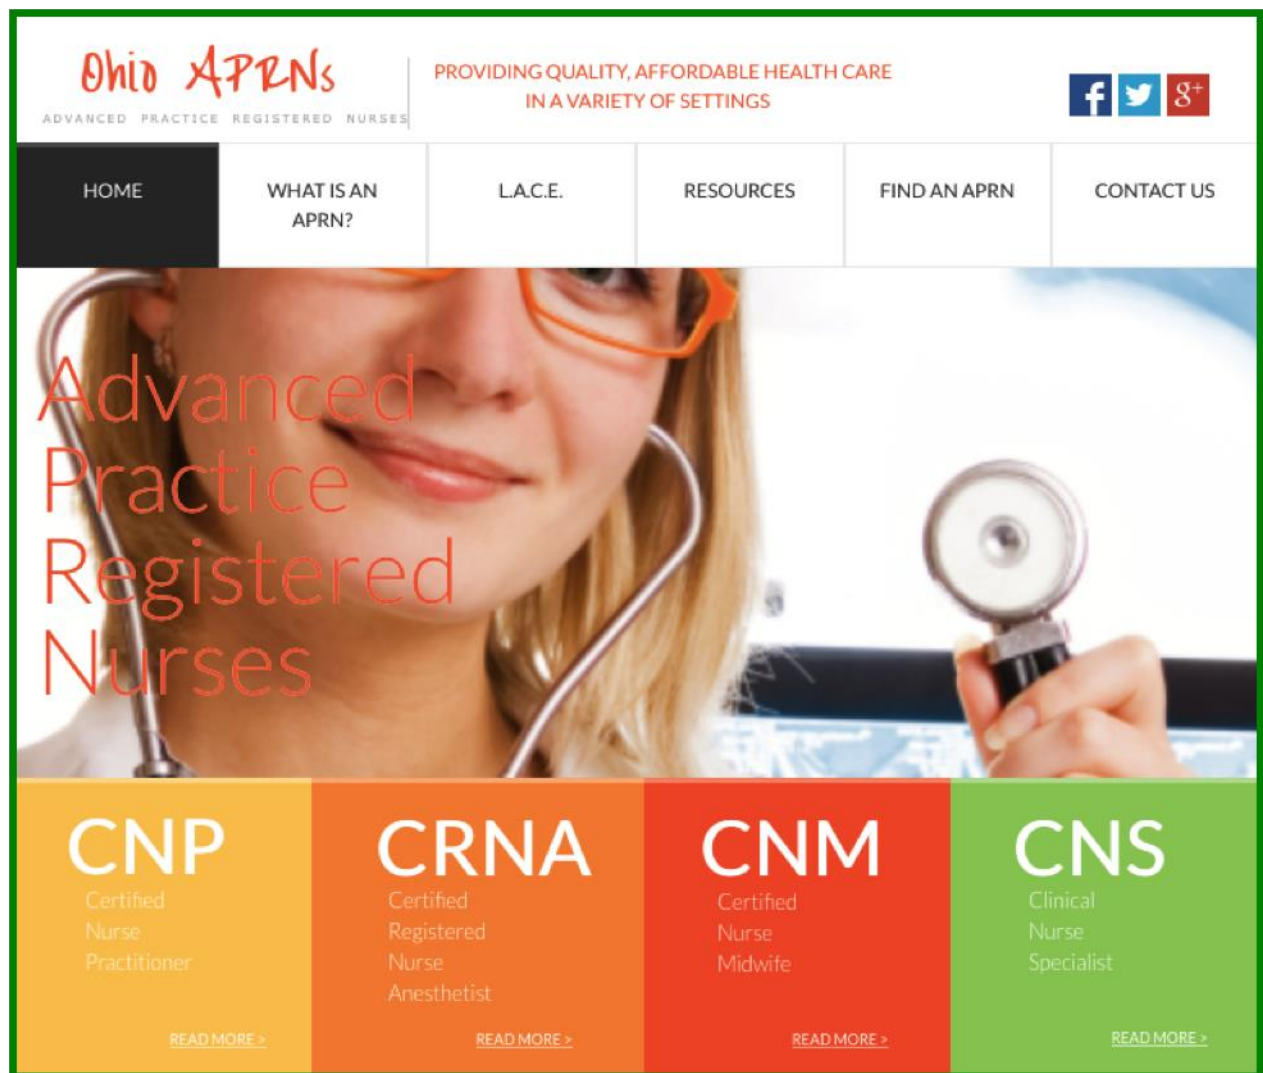 Ohio APRNs
ADVANCED PRACTICE REGISTERED NURSES
PROVIDING QUALITY, AFFORDABLE HEALTH CARE
IN A VARIETY OF SETTINGS
f
g+
HOME
WHAT IS AN
APRN?
L.A.C.E.
RESOURCES
FIND AN APRN
CONTACT US
Advanced
Practice
Registered
Nurses
CNP
Certified
Nurse
Practitioner
READ MORE >
CRNA
Certified
Registered
Nurse
Anesthetist
READ MORE >
CNM
Certified
Nurse
Midwife
READ MORE >
CNS
Clinical
Nurse
Specialist
READ MORE >